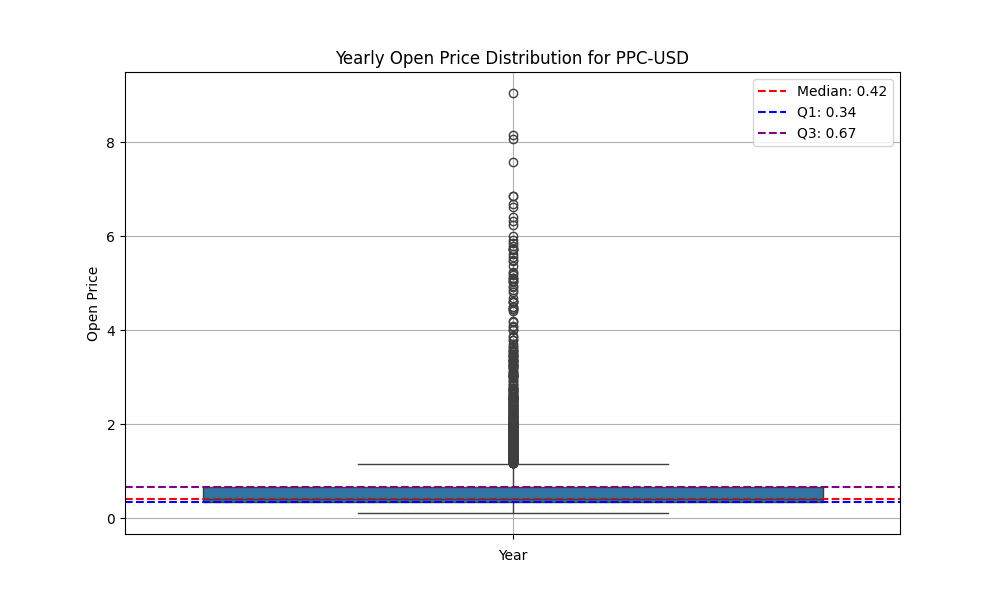 Yearly Open Price Distribution for PPC-USD
Median: 0.42
Q1: 0.34
Q3: 0.67
8
6
4
2
0
Open Price
Year